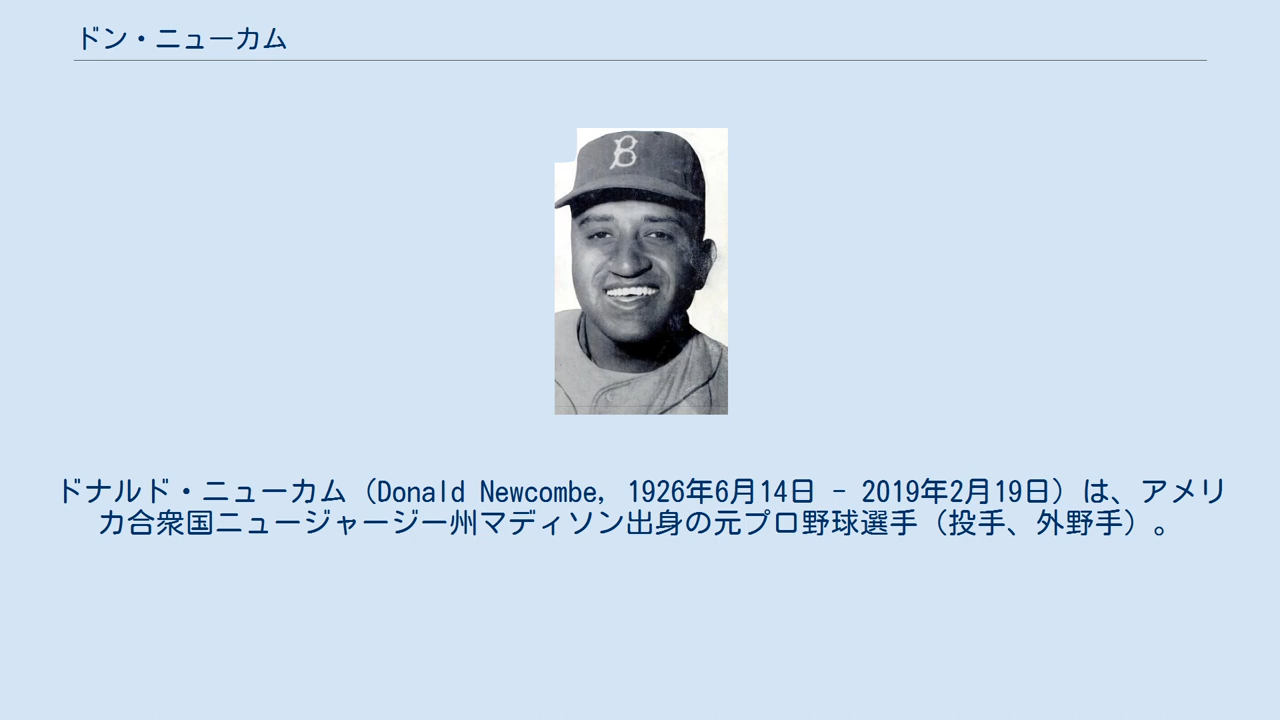 ドン・ニューカム
B
ドナルド・ニューカム（Donald Newcombe, 1926年6月14日 - 2019年2月19日）は、アメリ
カ合衆国ニュージャージー州マディソン出身の元プロ野球選手（投手、外野手）。